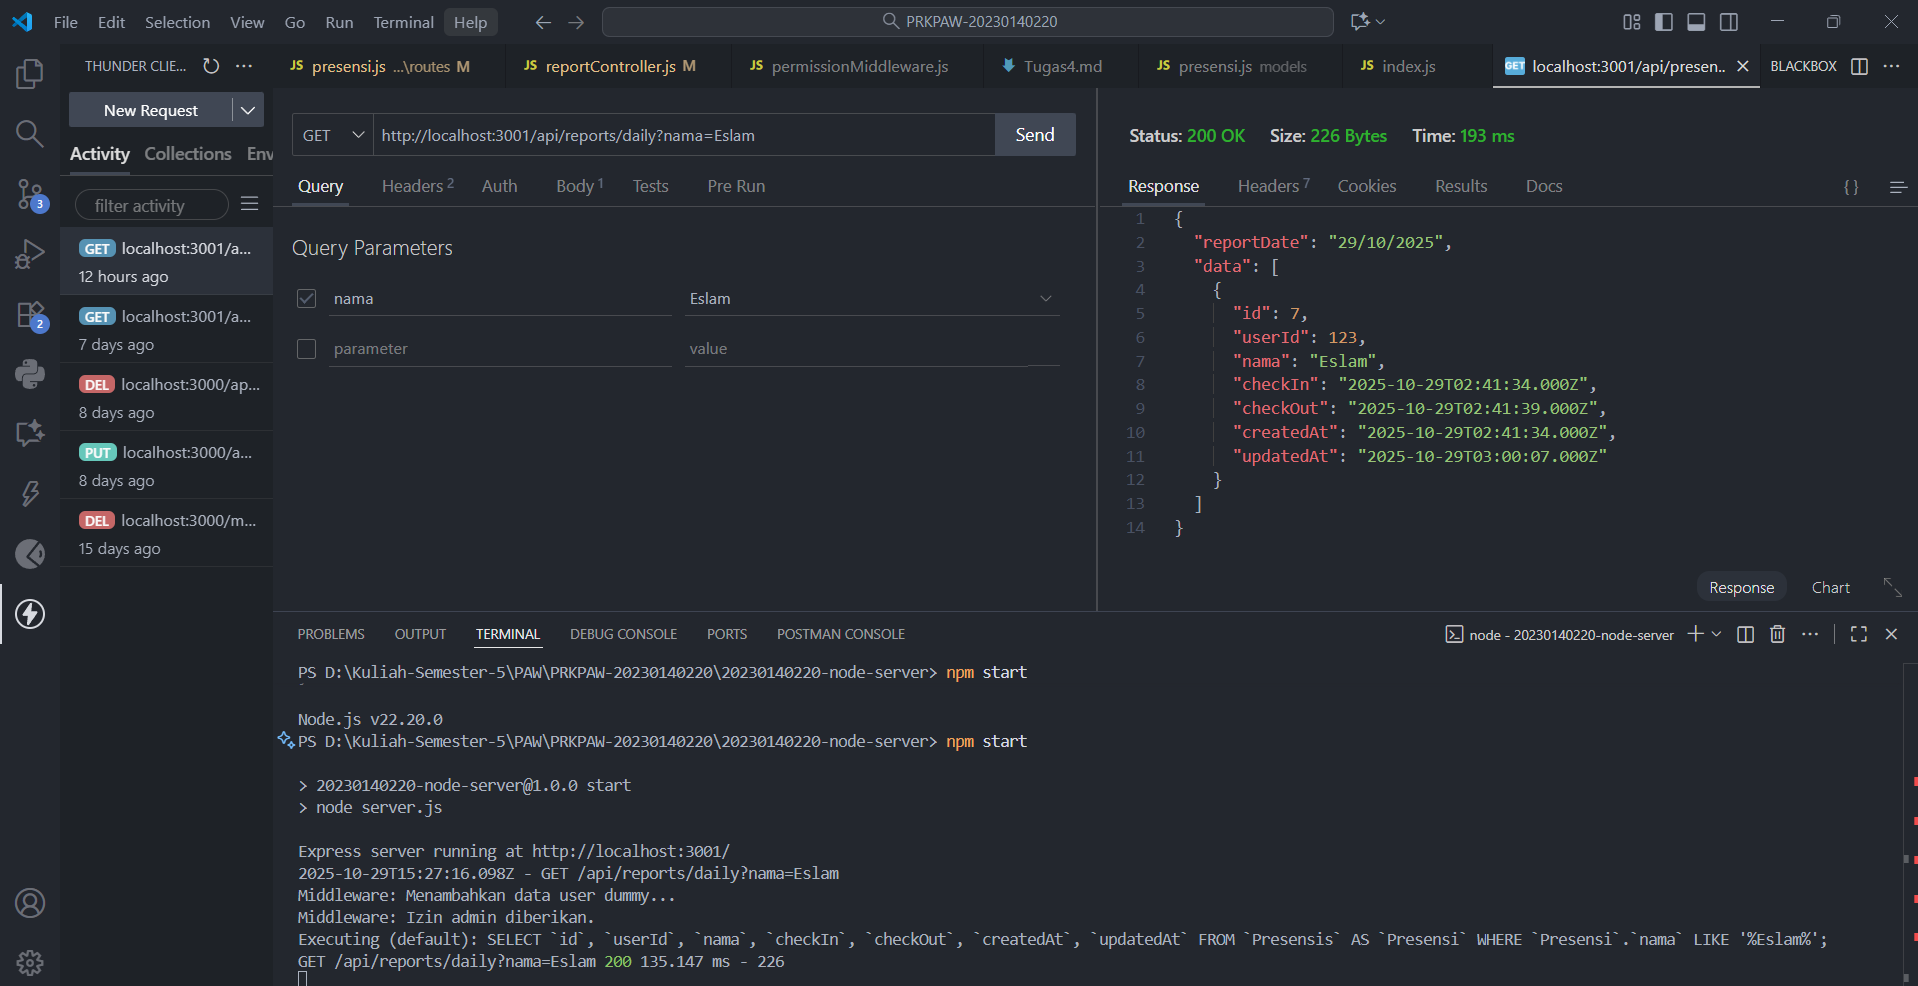 File Edit Selection View Go Run Terminal Help
PRKPAW-20230140220
THUNDER CLIE...
JS presensi.js ...\routes M
JS reportController.js M
JS permissionMiddleware.js
Tugas4.md
JS presensi.js models
JS index.js
GET localhost:3001/api/presen..
BLACKBOX
New Request
Activity Collections Env
filter activity
GET localhost:3001/a...
12 hours ago
GET localhost:3001/a...
7 days ago
DEL localhost:3000/ap...
8 days ago
PUT localhost:3000/a...
8 days ago
DEL localhost:3000/m...
15 days ago
3
2
GET http://localhost:3001/api/reports/daily?nama=Eslam Send
Query Headers 2 Auth Body 1 Tests Pre Run
Query Parameters
nama Eslam
parameter value
Status: 200 OK Size: 226 Bytes Time: 193 ms
Response Headers 7 Cookies Results Docs { }
1 {
2 "reportDate": "29/10/2025",
3 "data": [
4 {
5 "id": 7,
6 "userId": 123,
7 "nama": "Eslam",
8 "checkIn": "2025-10-29T02:41:34.000Z",
9 "checkOut": "2025-10-29T02:41:39.000Z",
10 "createdAt": "2025-10-29T02:41:34.000Z",
11 "updatedAt": "2025-10-29T03:00:07.000Z"
12 }
13 ]
14 }
Response Chart
PROBLEMS OUTPUT TERMINAL DEBUG CONSOLE PORTS POSTMAN CONSOLE
node - 20230140220-node-server
PS D:\Kuliah-Semester-5\PAW\PRKPAW-20230140220\20230140220-node-server> npm start
Node.js v22.20.0
PS D:\Kuliah-Semester-5\PAW\PRKPAW-20230140220\20230140220-node-server> npm start
> 20230140220-node-server@1.0.0 start
> node server.js
Express server running at http://localhost:3001/
2025-10-29T15:27:16.098Z - GET /api/reports/daily?nama=Eslam
Middleware: Menambahkan data user dummy...
Middleware: Izin admin diberikan.
Executing (default): SELECT `id`, `userId`, `nama`, `checkIn`, `checkOut`, `createdAt`, `updatedAt` FROM `Presensis` AS `Presensi` WHERE `Presensi`.`nama` LIKE '%Eslam%';
GET /api/reports/daily?nama=Eslam 200 135.147 ms - 226